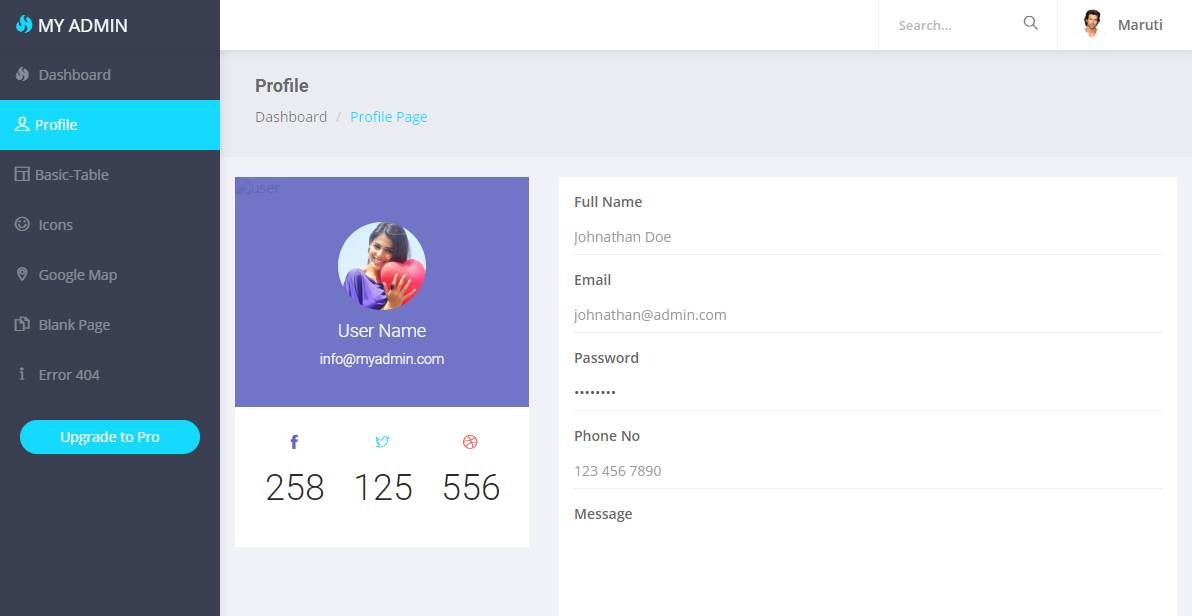 MY ADMIN
Search...
Maruti
Dashboard
Profile
Basic-Table
Icons
Google Map
Blank Page
Error 404
Upgrade to Pro
Profile
Dashboard / Profile Page
user
User Name
info@myadmin.com
258 125 556
Full Name
Johnathan Doe
Email
johnathan@admin.com
Password
••••••••
Phone No
123 456 7890
Message